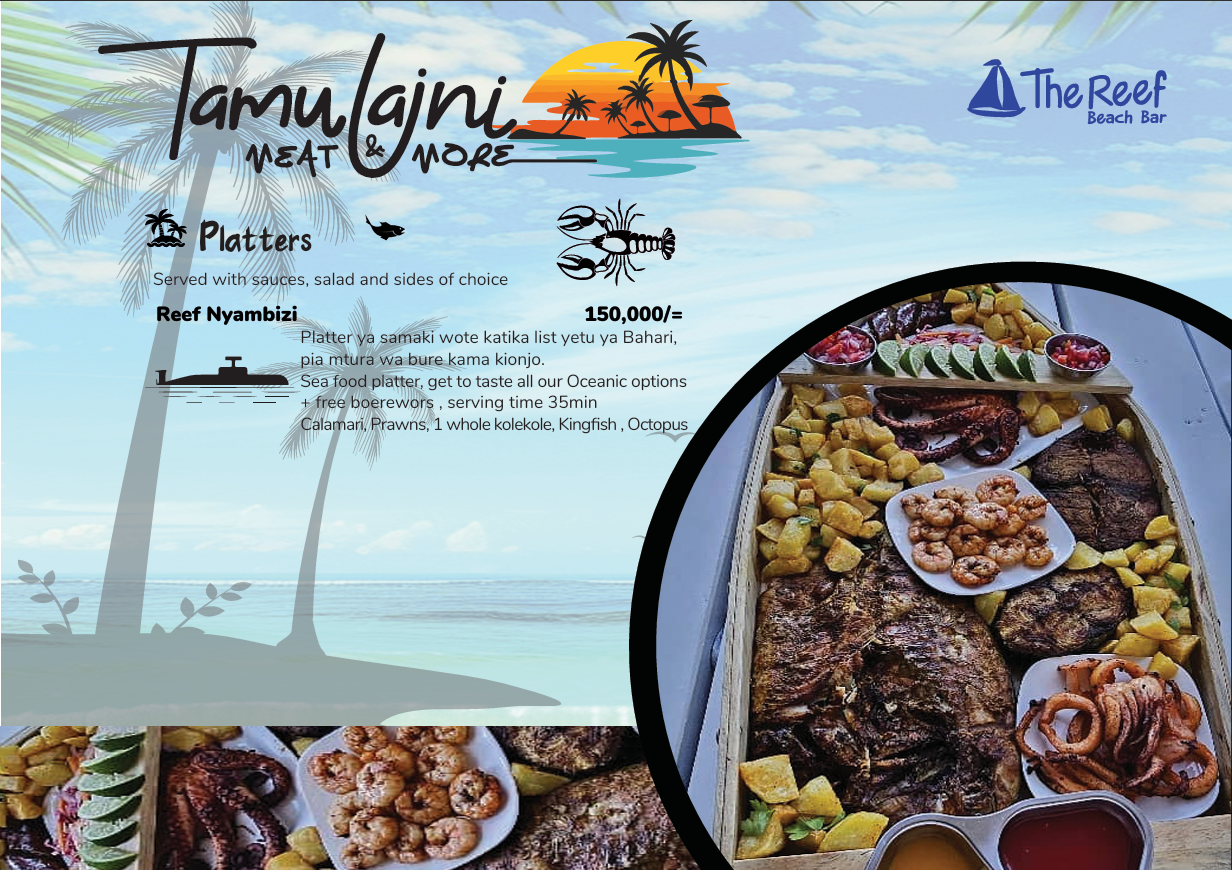 Tamu Lajni
MEAT & MORE
The Reef
Beach Bar
Platters
Served with sauces, salad and sides of choice
Reef Nyambizi 150,000/=
Platter ya samaki wote katika list yetu ya Bahari,
pia mtura wa bure kama kionjo.
Sea food platter, get to taste all our Oceanic options
+ free boerewors , serving time 35min
Calamari, Prawns, 1 whole kolekole, Kingfish , Octopus